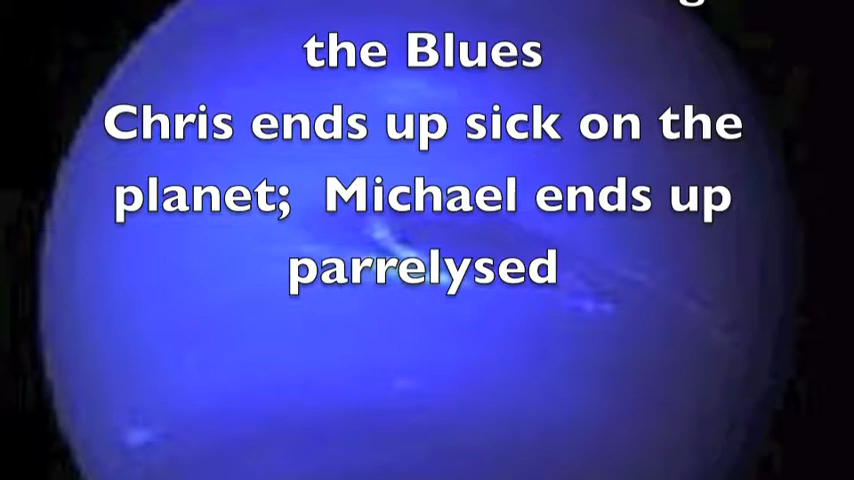 the Blues
Chris ends up sick on the
planet;  Michael ends up
parrelysed